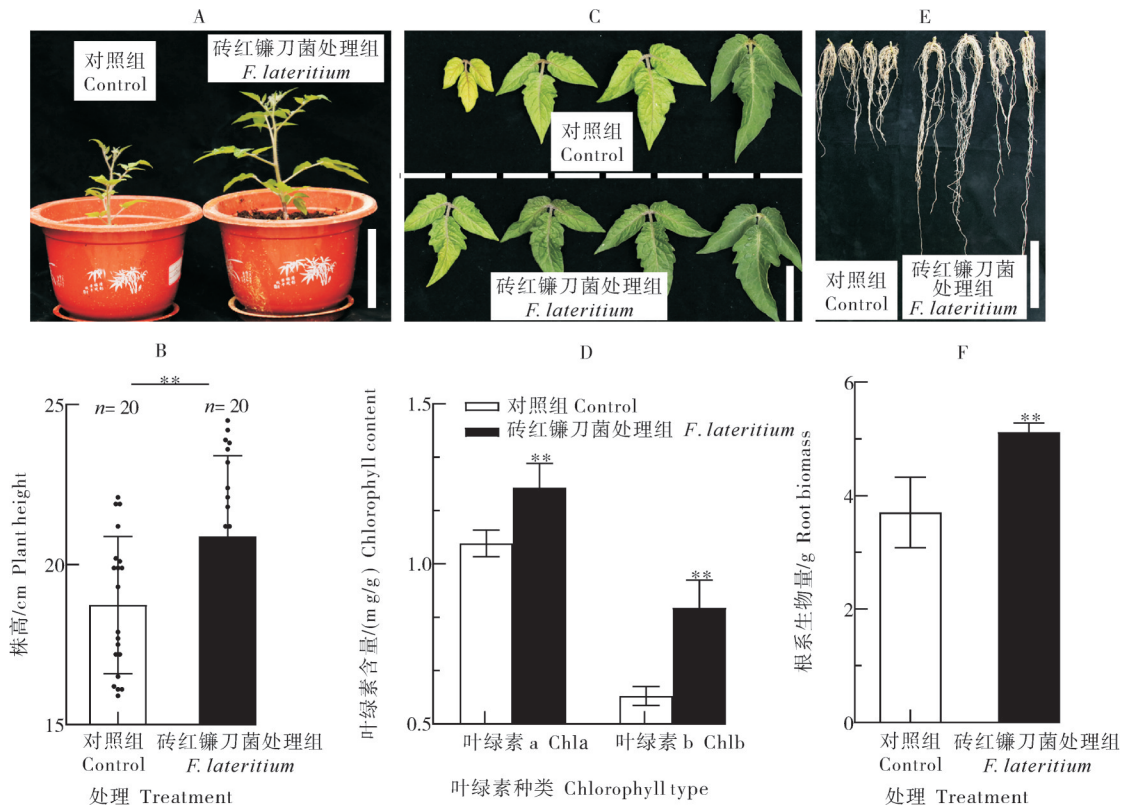 A
对照组
Control
砖红镰刀菌处理组
F. lateritium
C
对照组
Control
砖红镰刀菌处理组
F. lateritium
E
对照组
Control
砖红镰刀菌
处理组
F. lateritium
B
株高/cm Plant height
25
20
15
**
n= 20
n= 20
对照组
Control
砖红镰刀菌处理组
F. lateritium
处理 Treatment
D
叶绿素含量/(mg/g) Chlorophyll content
1.5
1.0
0.5
对照组 Control
砖红镰刀菌处理组 F. lateritium
**
**
叶绿素 a Chla
叶绿素 b Chlb
叶绿素种类 Chlorophyll type
F
根系生物量/g Root biomass
6
4
2
0
**
对照组
Control
砖红镰刀菌处理组
F. lateritium
处理 Treatment